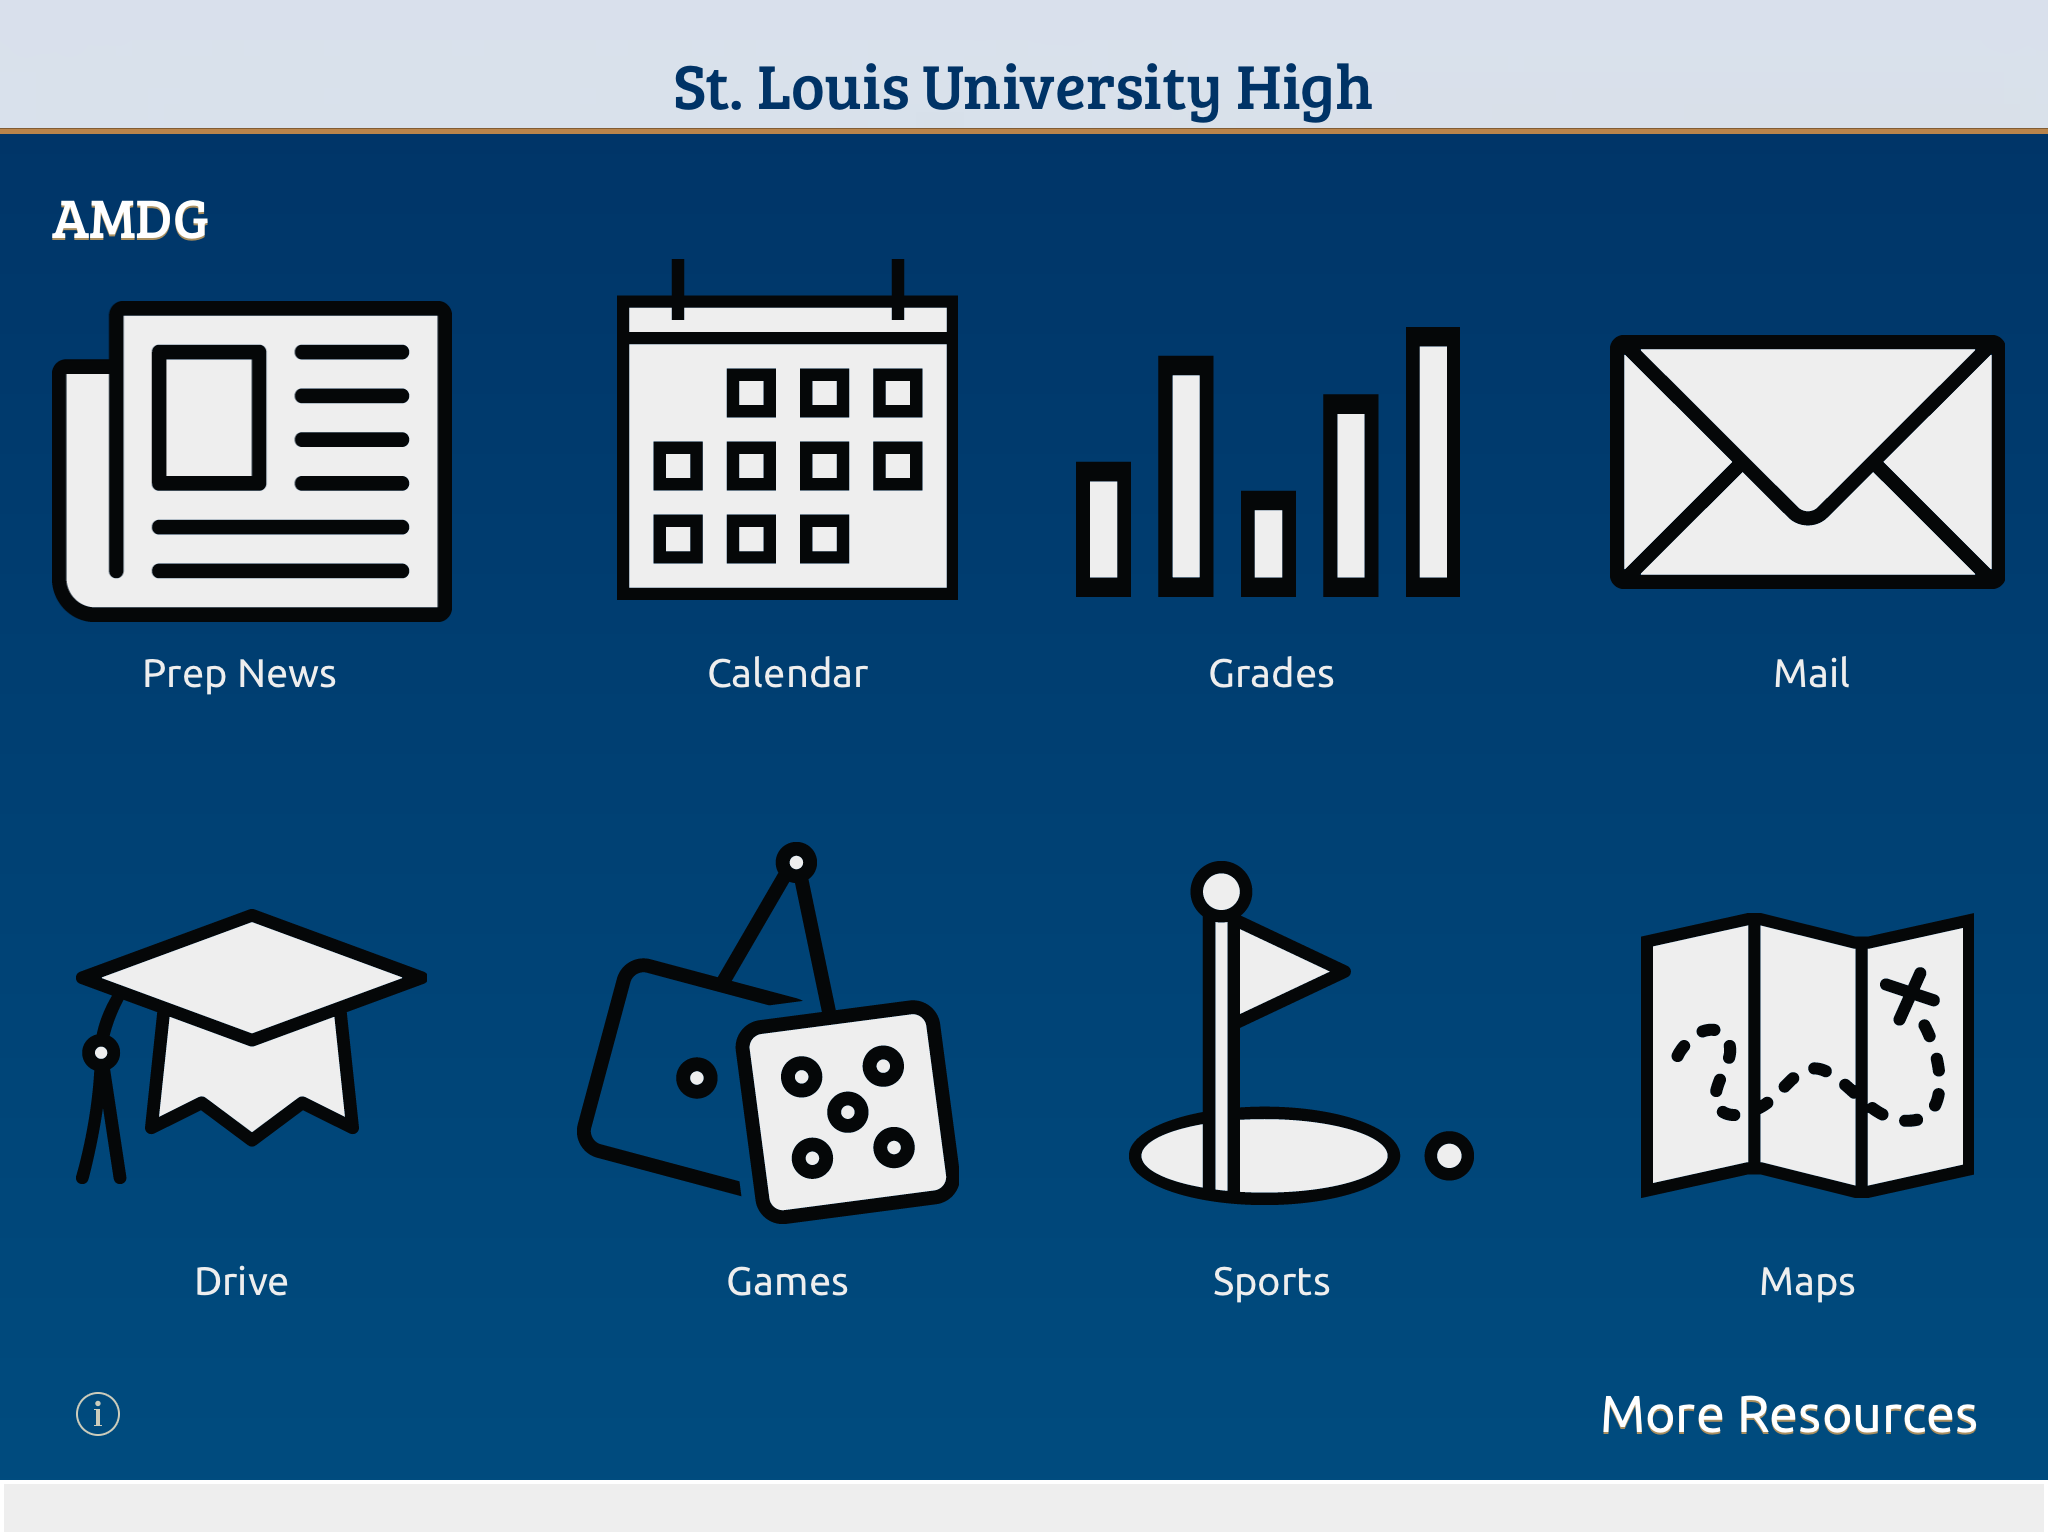 St. Louis University High
AMDG
Prep News
Calendar
Grades
Mail
Drive
Games
Sports
Maps
i
More Resources